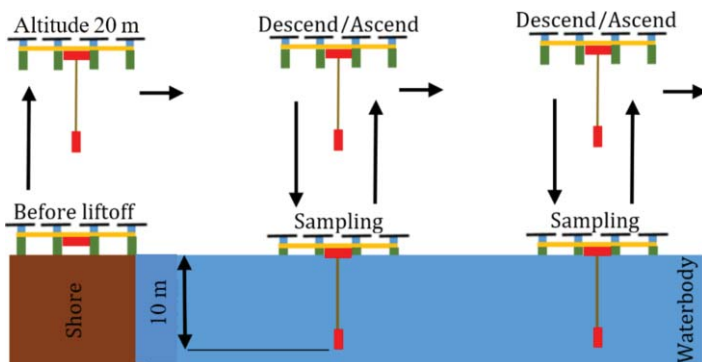 Altitude 20 m
Descend/Ascend
Descend/Ascend
Before liftoff
Sampling
Sampling
Shore
10 m
Waterbody